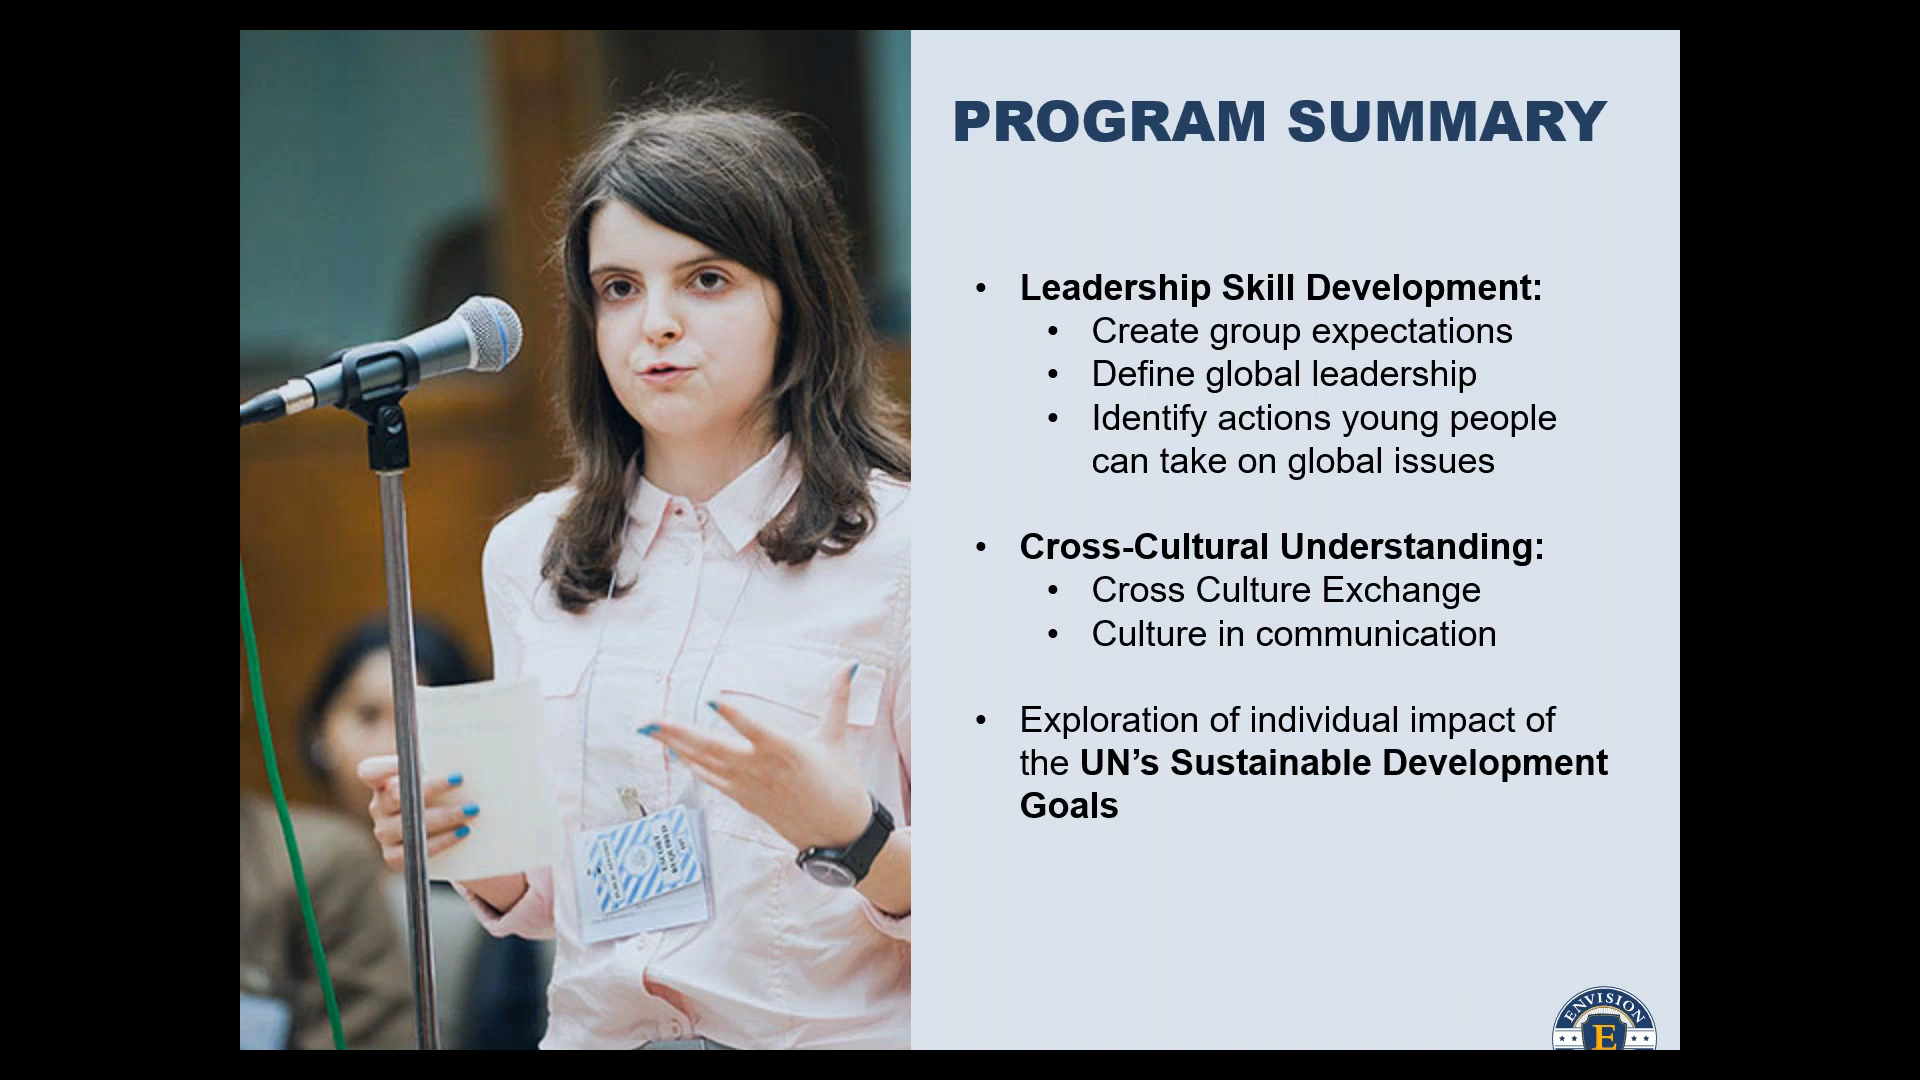 PROGRAM SUMMARY
• Leadership Skill Development:
• Create group expectations
• Define global leadership
• Identify actions young people
can take on global issues
• Cross-Cultural Understanding:
• Cross Culture Exchange
• Culture in communication
• Exploration of individual impact of
the UN’s Sustainable Development
Goals
ENVISION
E